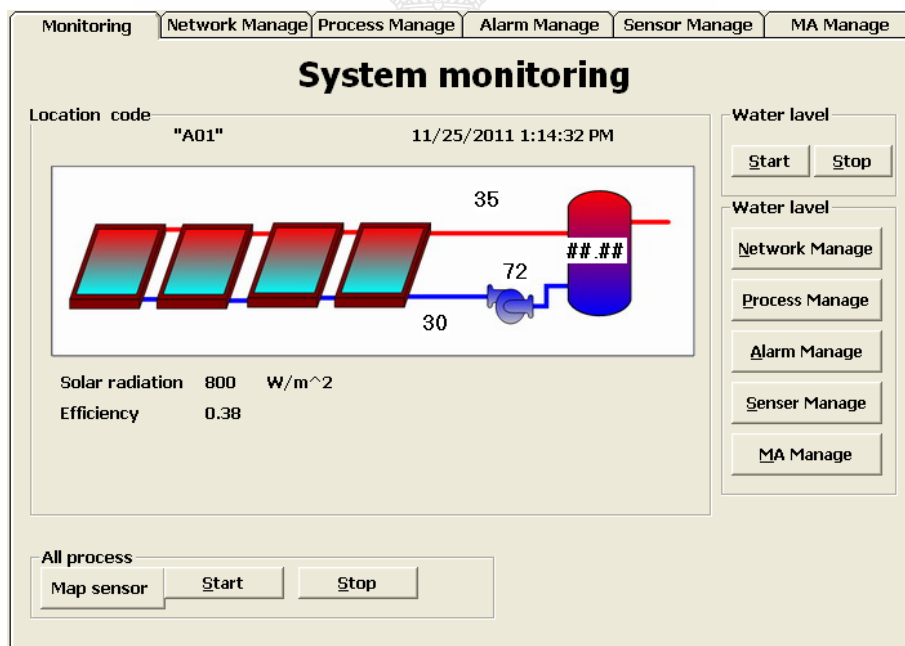 Monitoring Network Manage Process Manage Alarm Manage Sensor Manage MA Manage
System monitoring
Location code
"A01" 11/25/2011 1:14:32 PM
35
##.##
72
30
Solar radiation 800 W/m^2
Efficiency 0.38
Water lavel
Start Stop
Water lavel
Network Manage
Process Manage
Alarm Manage
Senser Manage
MA Manage
All process
Map sensor Start Stop